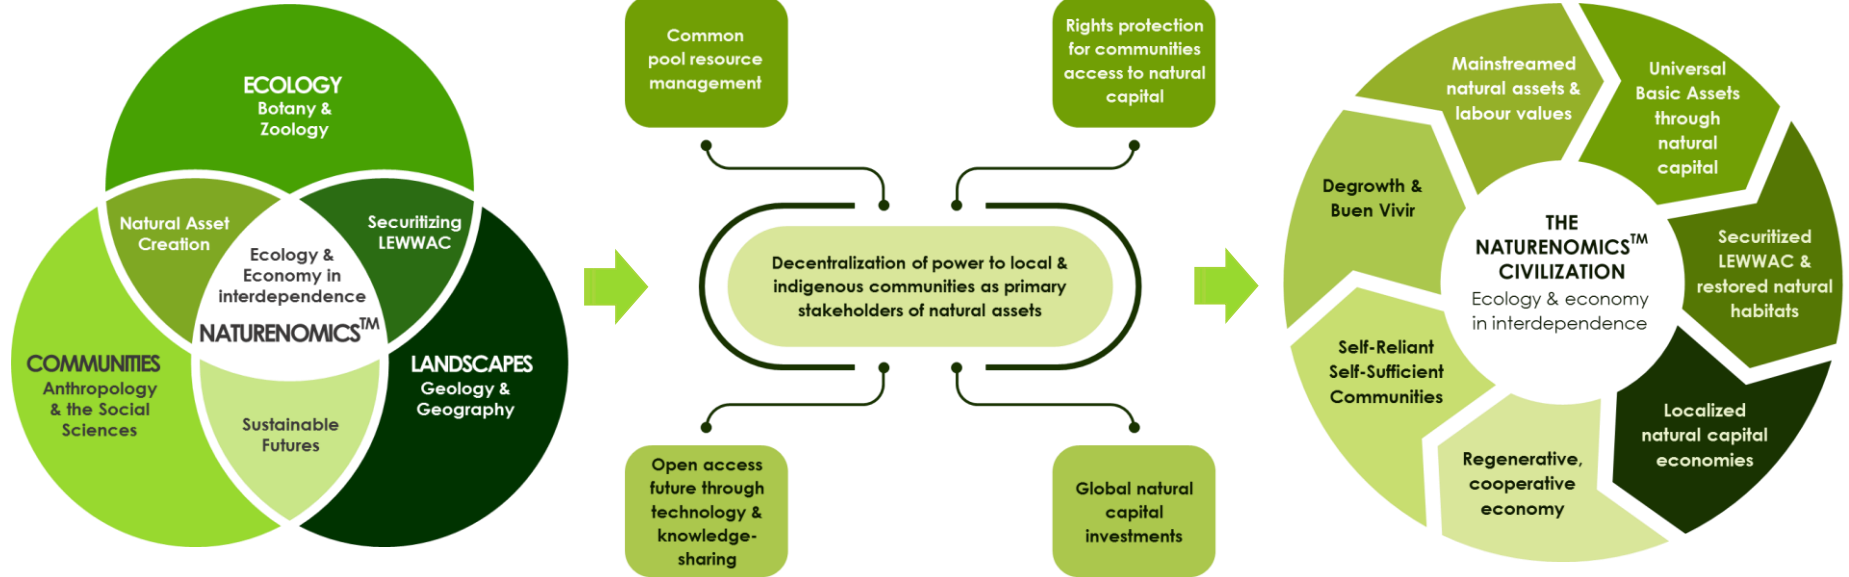 ECOLOGY
Botany &
Zoology
Natural Asset
Creation
Securitizing
LEWWAC
Ecology &
Economy in
interdependence
NATURENOMICS™
COMMUNITIES
Anthropology
& the Social
Sciences
LANDSCAPES
Geology &
Geography
Sustainable
Futures
Common
pool resource
management
Rights protection
for communities
access to natural
capital
Decentralization of power to local &
indigenous communities as primary
stakeholders of natural assets
Open access
future through
technology &
knowledge-
sharing
Global natural
capital
investments
Mainstreamed
natural assets &
labour values
Universal
Basic Assets
through
natural
capital
Degrowth &
Buen Vivir
THE
NATURENOMICS™
CIVILIZATION
Ecology & economy
in interdependence
Securitized
LEWWAC &
restored natural
habitats
Self-Reliant
Self-Sufficient
Communities
Localized
natural capital
economies
Regenerative,
cooperative
economy